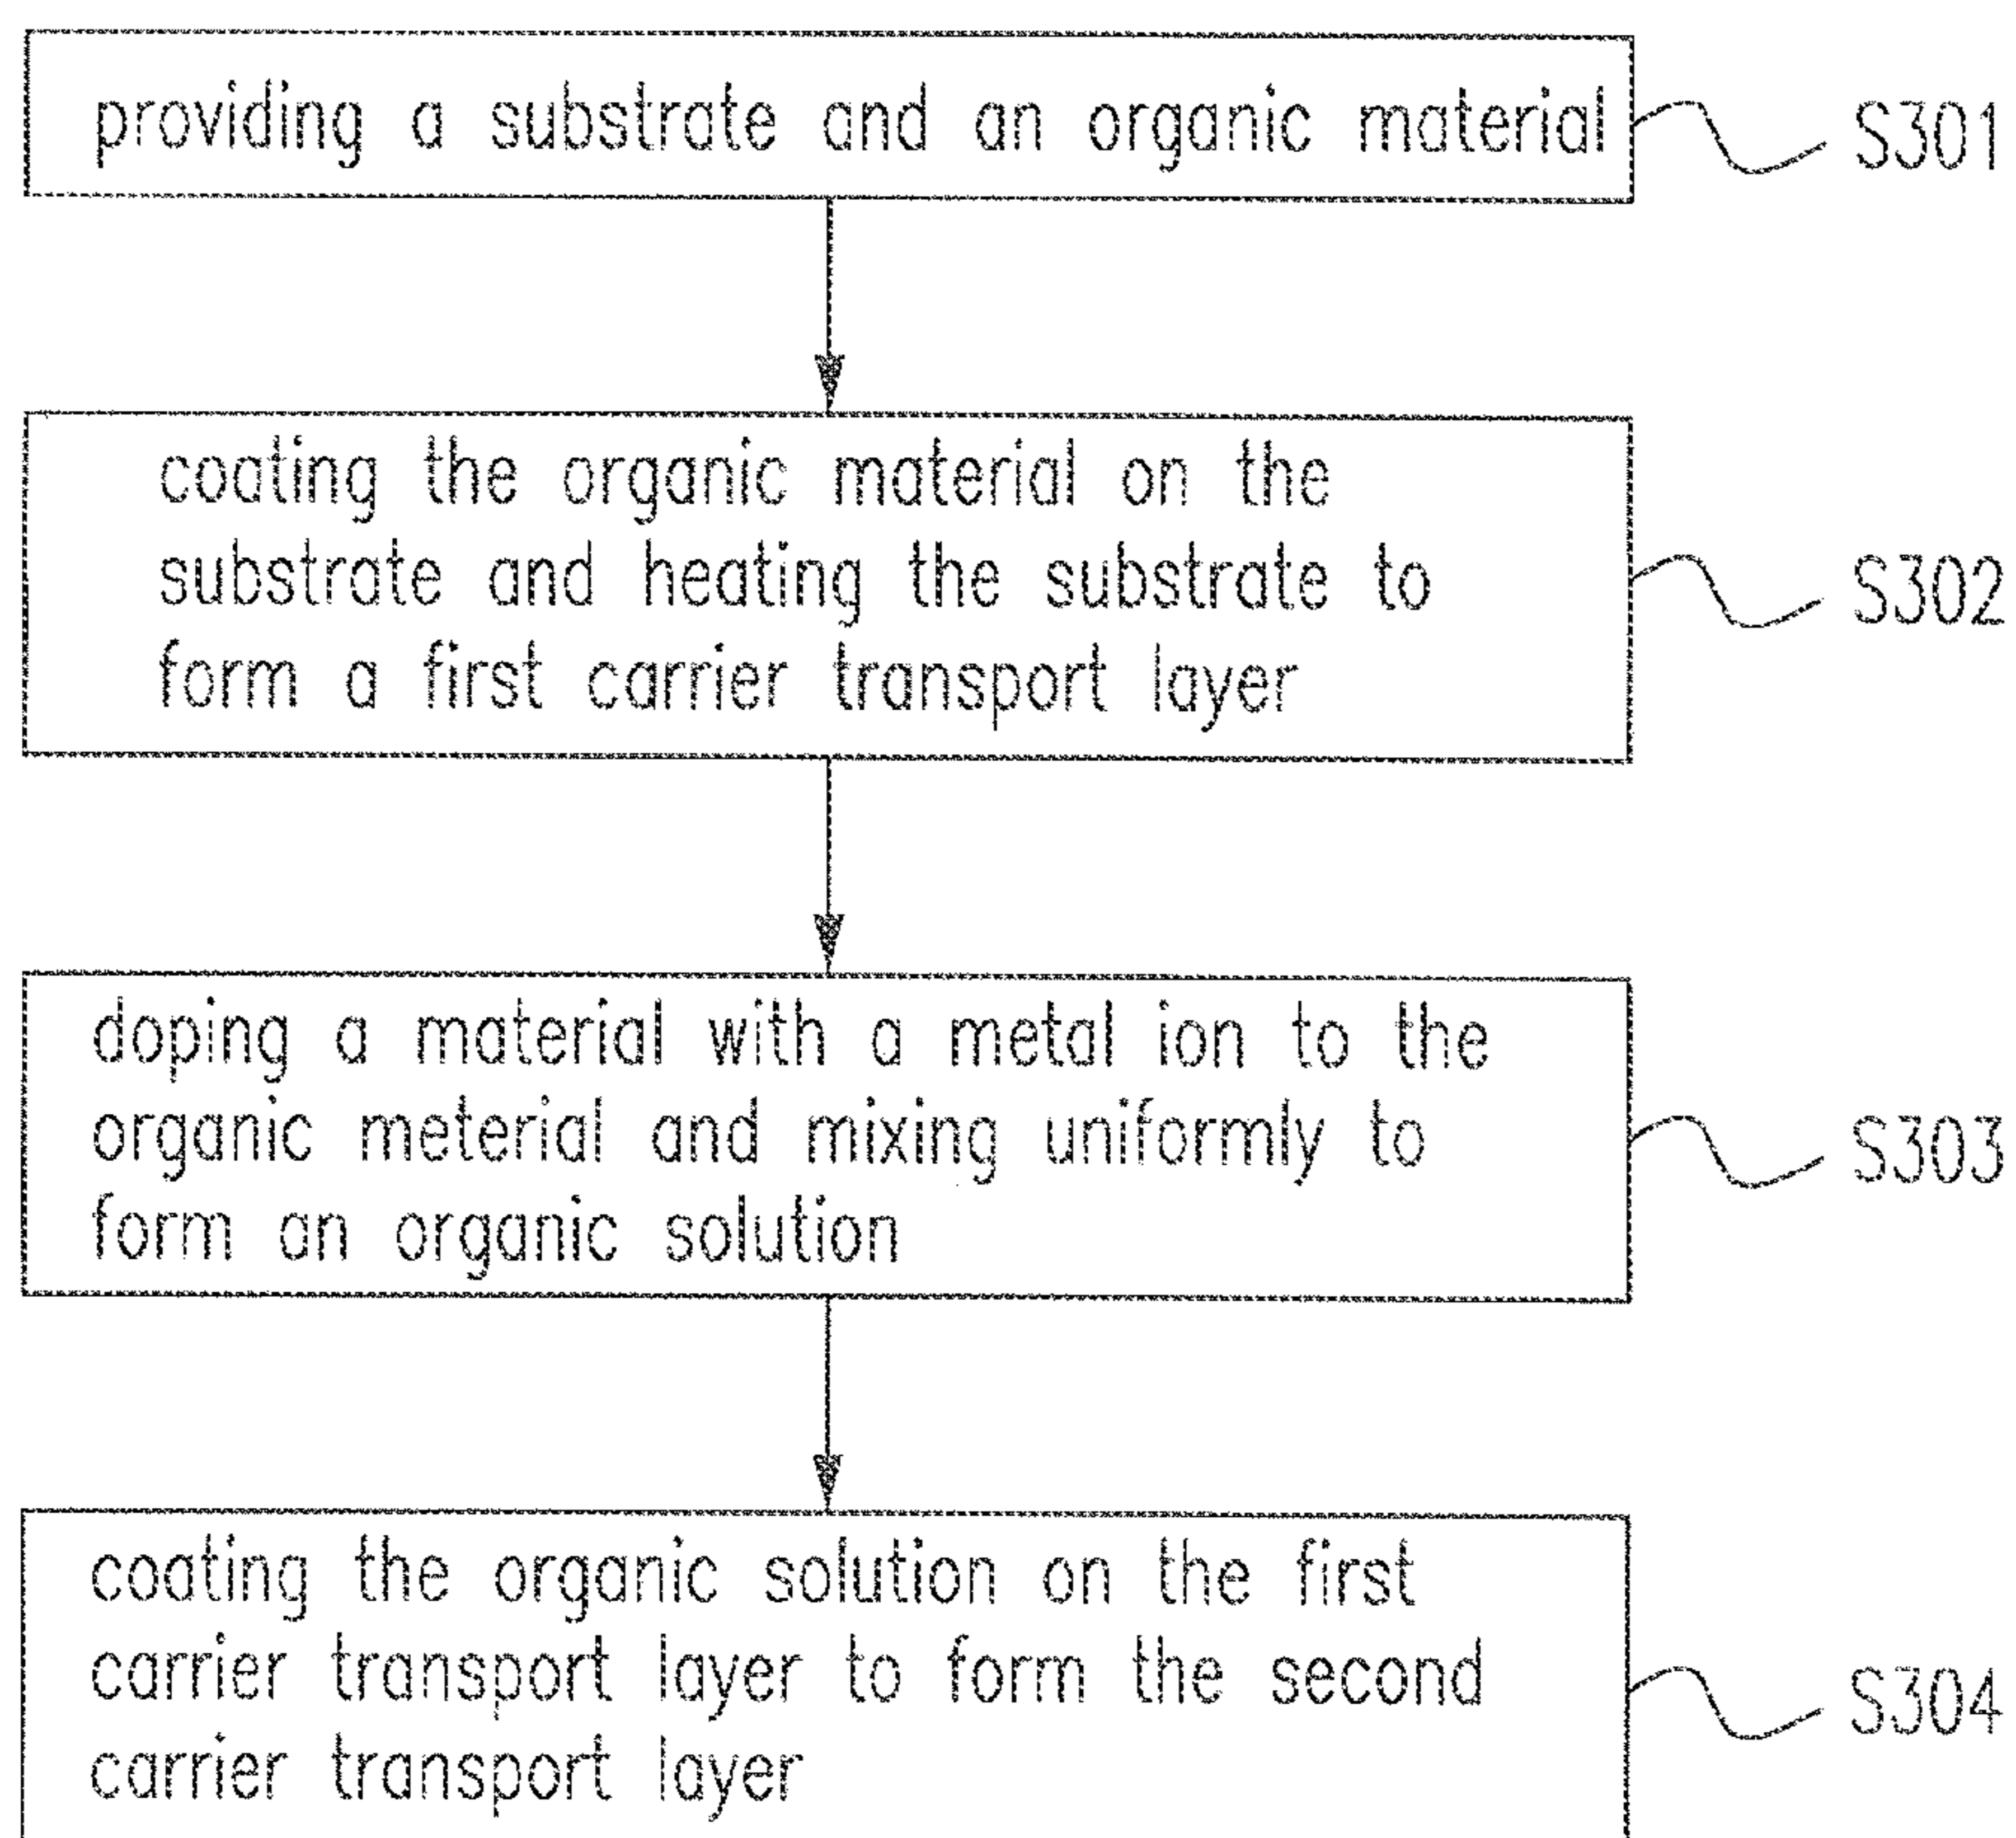 providing a substrate and an organic material
S301
coating the organic material on the
substrate and heating the substrate to
form a first carrier transport layer
S302
doping a material with a metal ion to the
organic meterial and mixing uniformly to
form an organic solution
S303
coating the organic solution on the first
carrier transport layer to form the second
carrier transport layer
S304